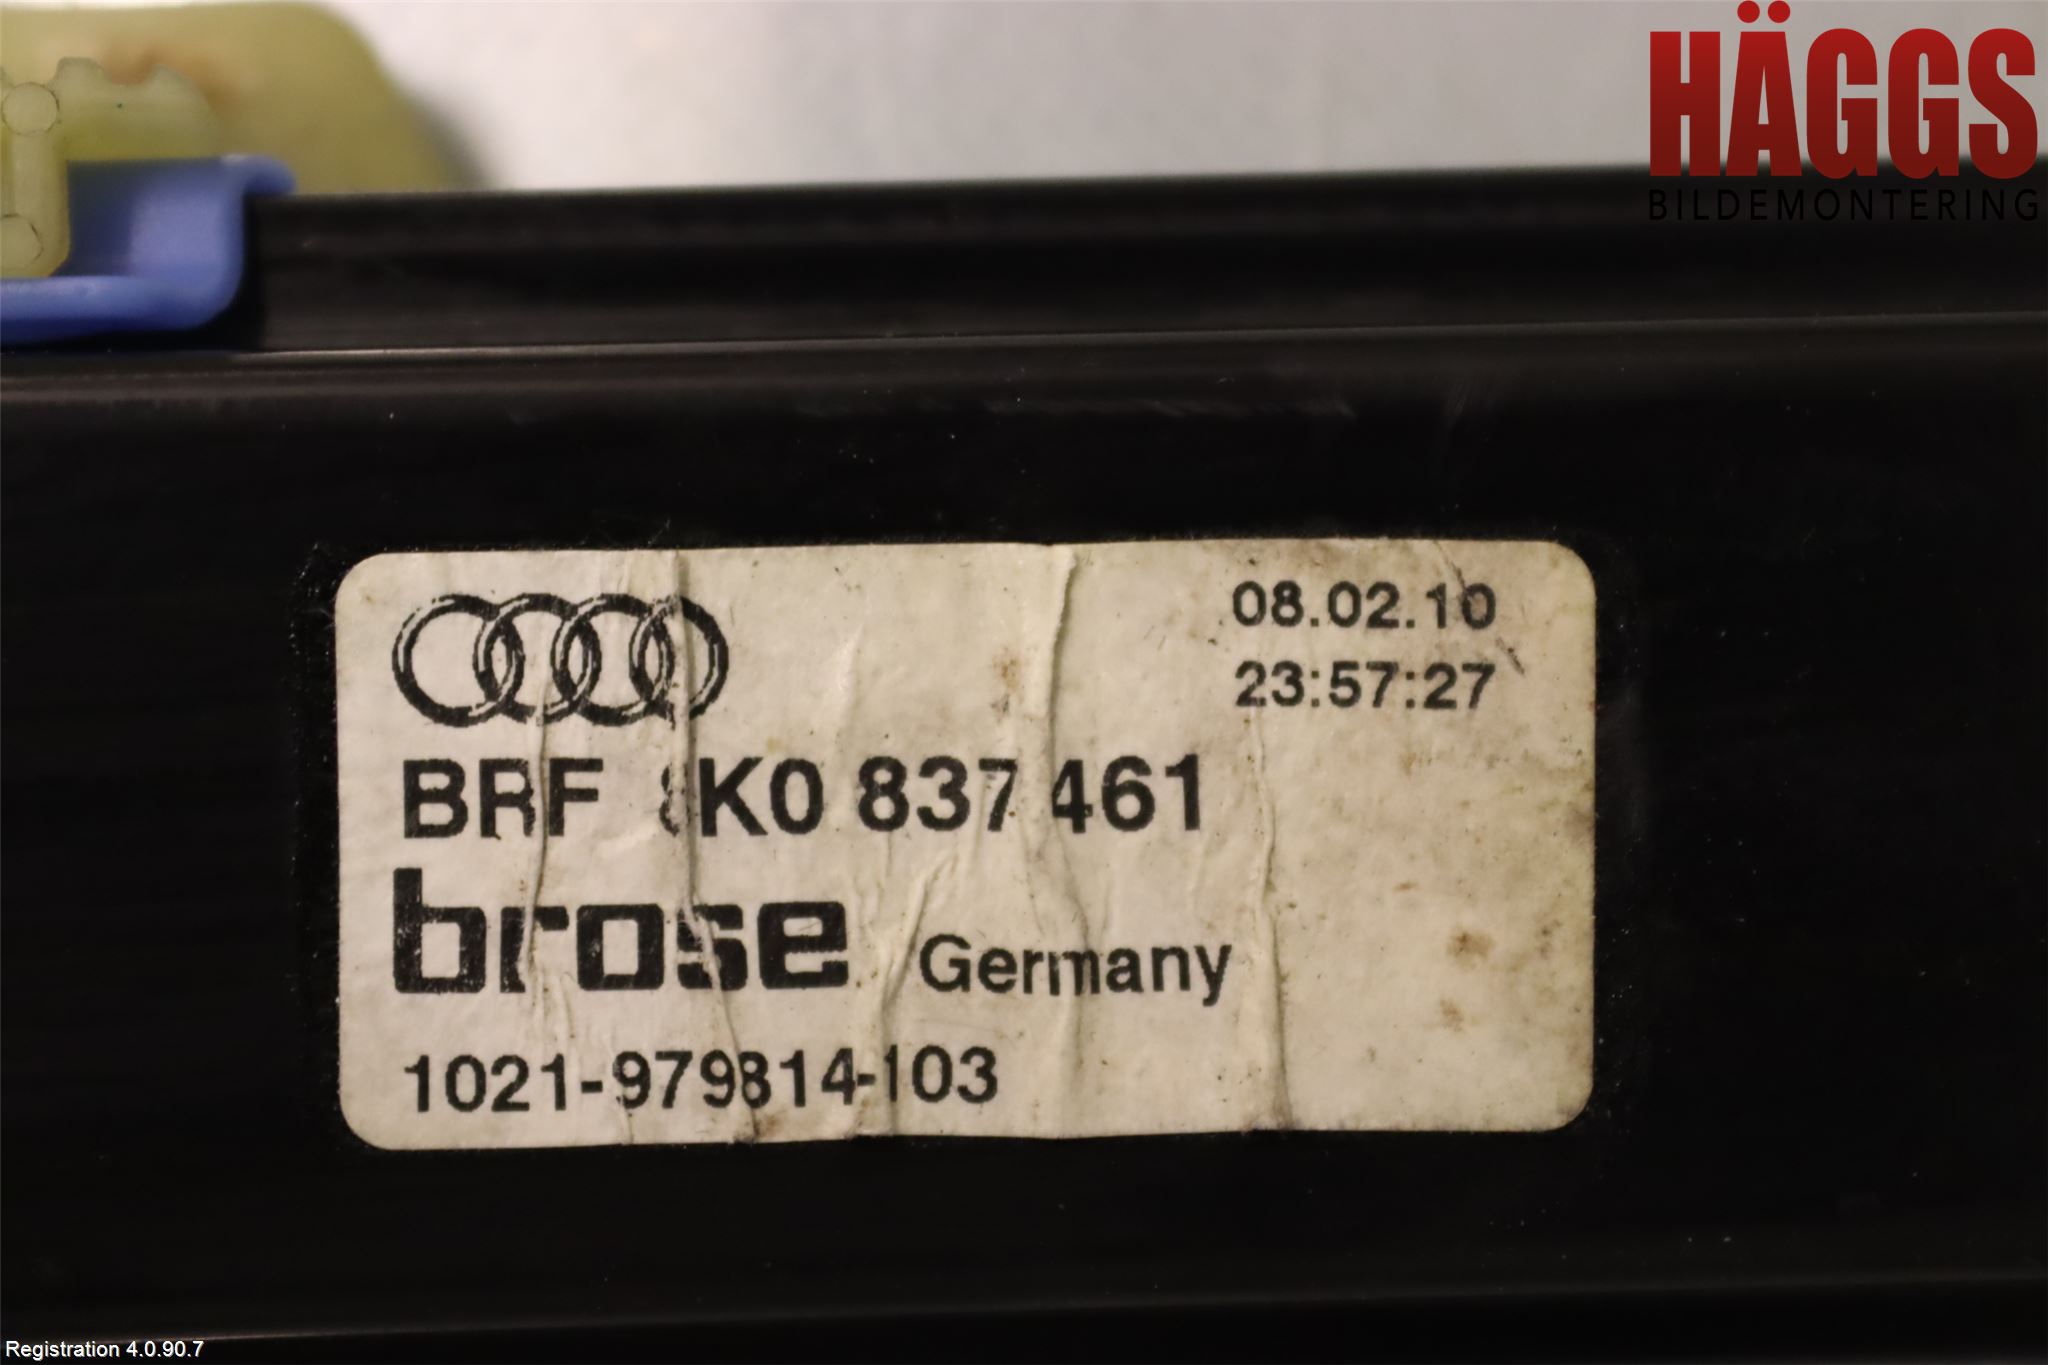 HÄGGS
BILDEMONTERING
08.02.10
23:57:27
BRF 8K0 837 461
brose Germany
1021-979814-103
Registration 4.0.90.7